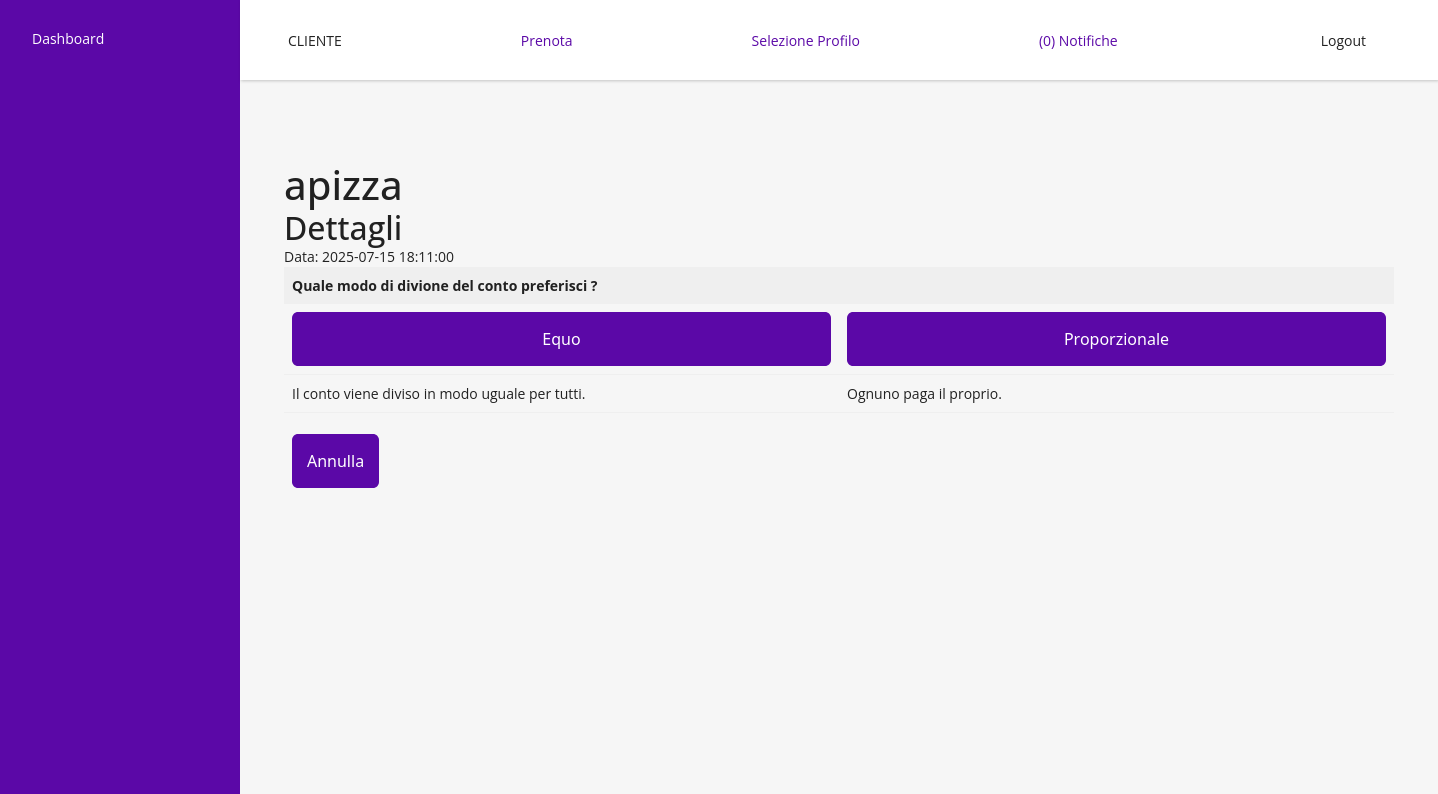 Dashboard
CLIENTE
Prenota
Selezione Profilo
(0) Notifiche
Logout
apizza
Dettagli
Data: 2025-07-15 18:11:00
Quale modo di divione del conto preferisci ?
Equo
Proporzionale
Il conto viene diviso in modo uguale per tutti.
Ognuno paga il proprio.
Annulla